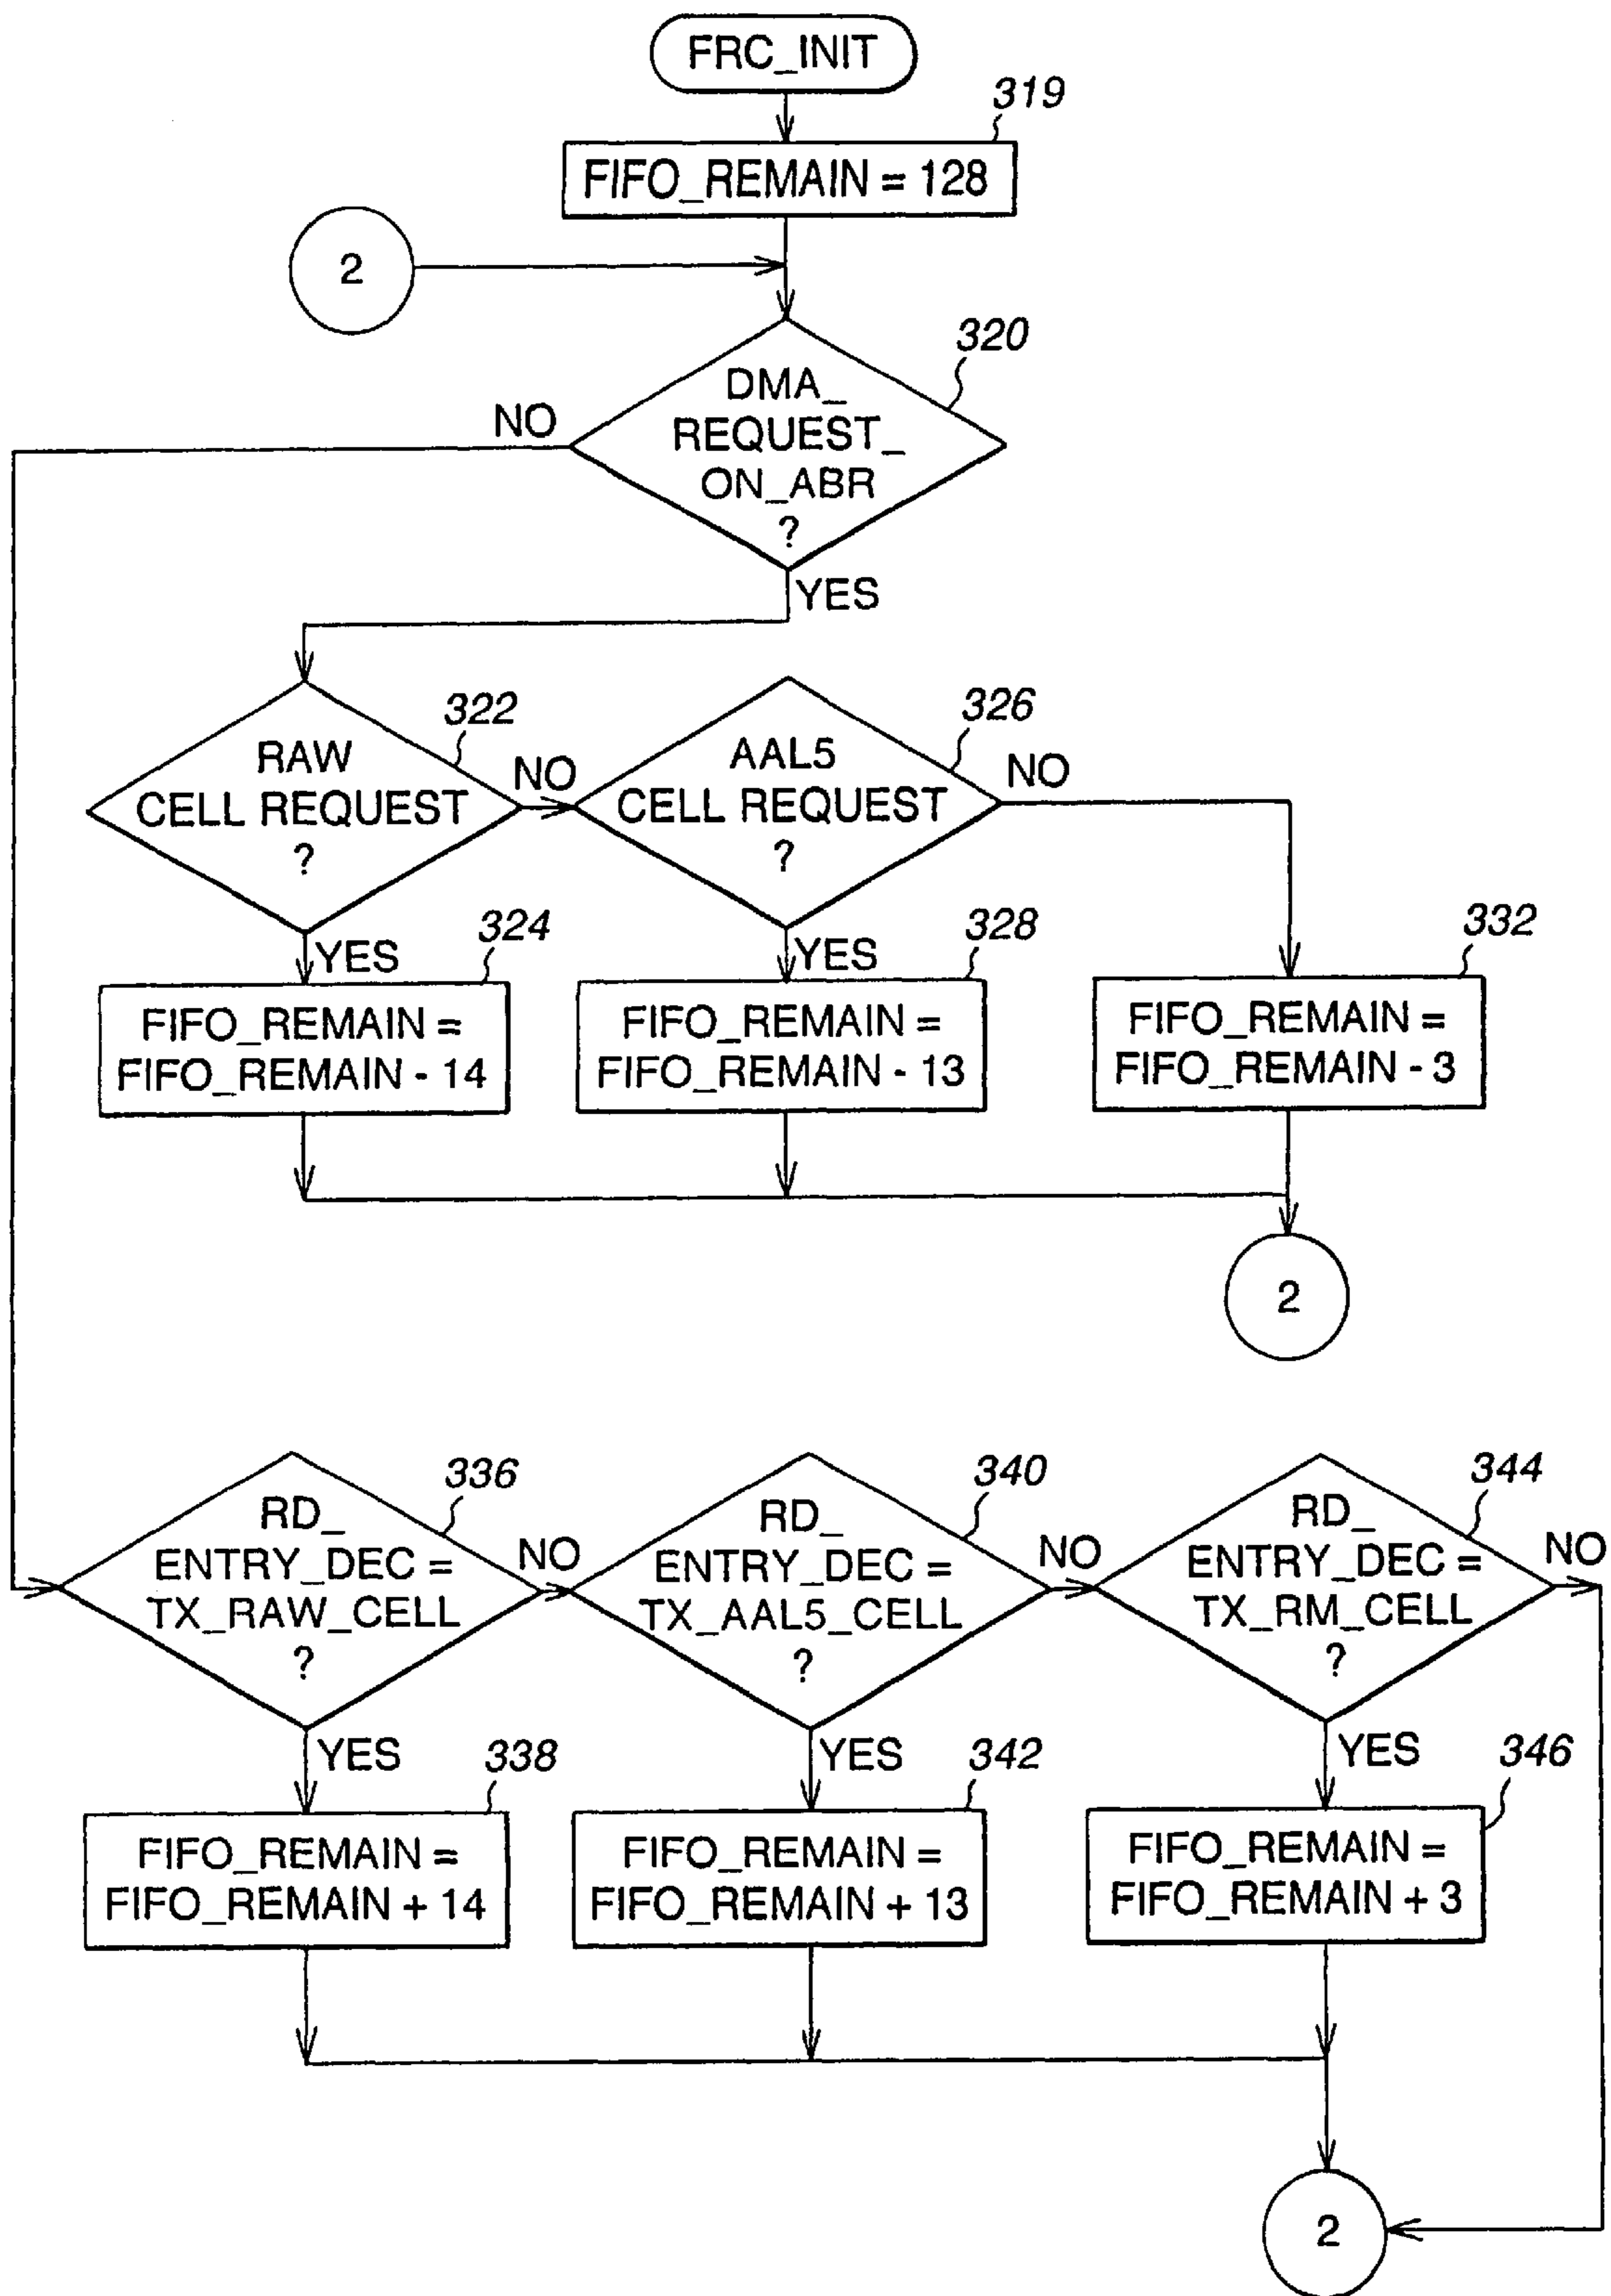 FRC_INIT
319
FIFO_REMAIN = 128
2
320
DMA_
REQUEST_
ON_ABR
?
NO
YES
322
RAW
CELL REQUEST
?
NO
326
AAL5
CELL REQUEST
?
NO
YES
324
FIFO_REMAIN =
FIFO_REMAIN - 14
YES
328
FIFO_REMAIN =
FIFO_REMAIN - 13
332
FIFO_REMAIN =
FIFO_REMAIN - 3
2
336
RD_
ENTRY_DEC =
TX_RAW_CELL
?
NO
340
RD_
ENTRY_DEC =
TX_AAL5_CELL
?
NO
344
RD_
ENTRY_DEC =
TX_RM_CELL
?
NO
YES
338
FIFO_REMAIN =
FIFO_REMAIN + 14
YES
342
FIFO_REMAIN =
FIFO_REMAIN + 13
YES
346
FIFO_REMAIN =
FIFO_REMAIN + 3
2